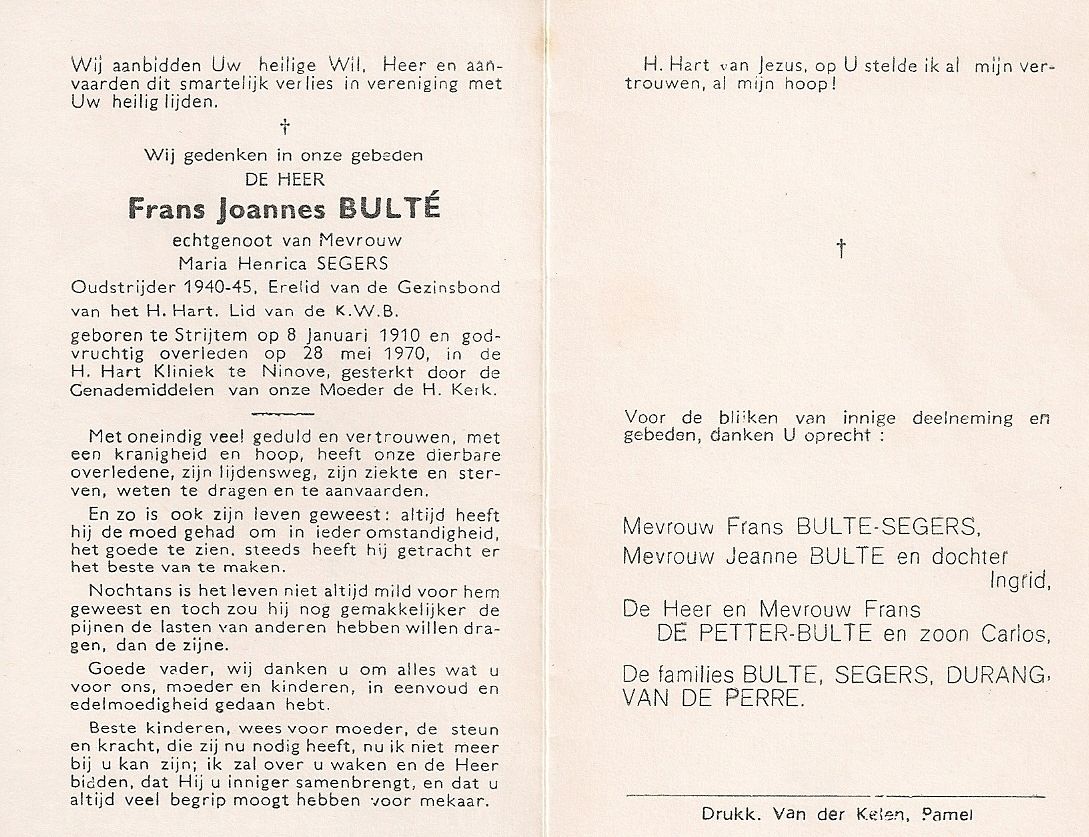 Wij aanbidden Uw heilige Wil, Heer en aan-
vaarden dit smartelijk verlies in vereniging met
Uw heilig lijden.
†
Wij gedenken in onze gebeden
DE HEER
Frans Joannes BULTÉ
echtgenoot van Mevrouw
Maria Henrica SEGERS
Oudstrijder 1940-45, Erelid van de Gezinsbond
van het H. Hart. Lid van de K.W.B.
geboren te Strijtem op 8 Januari 1910 en god-
vruchtig overleden op 28 mei 1970, in de
H. Hart Kliniek te Ninove, gesterkt door de
Genademiddelen van onze Moeder de H. Kerk.
Met oneindig veel geduld en vertrouwen, met
een kranigheid en hoop, heeft onze dierbare
overledene, zijn lijdensweg, zijn ziekte en ster-
ven, weten te dragen en te aanvaarden.
En zo is ook zijn leven geweest: altijd heeft
hij de moed gehad om in ieder omstandigheid,
het goede te zien, steeds heeft hij getracht er
het beste van te maken.
Nochtans is het leven niet altijd mild voor hem
geweest en toch zou hij nog gemakkelijker de
pijnen de lasten van anderen hebben willen dra-
gen, dan de zijne.
Goede vader, wij danken u om alles wat u
voor ons, moeder en kinderen, in eenvoud en
edelmoedigheid gedaan hebt.
Beste kinderen, wees voor moeder, de steun
en kracht, die zij nu nodig heeft, nu ik niet meer
bij u kan zijn; ik zal over u waken en de Heer
bidden, dat Hij u inniger samenbrengt, en dat u
altijd veel begrip moogt hebben voor mekaar.
H. Hart van Jezus, op U stelde ik al mijn ver-
trouwen, al mijn hoop!
†
Voor de blijken van innige deelneming en
gebeden, danken U oprecht :
Mevrouw Frans BULTE-SEGERS,
Mevrouw Jeanne BULTE en dochter
Ingrid,
De Heer en Mevrouw Frans
DE PETTER-BULTE en zoon Carlos,
De families BULTE, SEGERS, DURANG,
VAN DE PERRE.
Drukk. Van der Kelen, Pamel